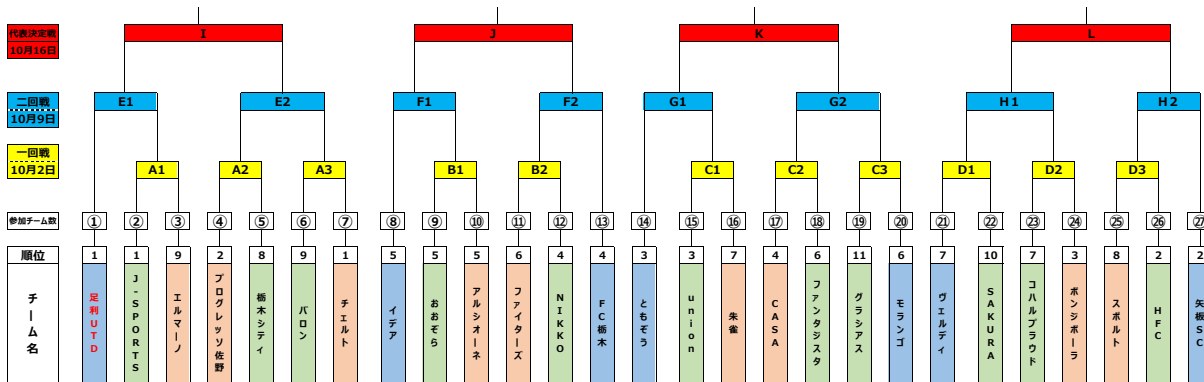 代表決定戦
10月16日
I J K L
二回戦
10月9日
E1 E2 F1 F2 G1 G2 H1 H2
一回戦
10月2日
A1 A2 A3 B1 B2 C1 C2 C3 D1 D2 D3
参加チーム数 ① ② ③ ④ ⑤ ⑥ ⑦ ⑧ ⑨ ⑩ ⑪ ⑫ ⑬ ⑭ ⑮ ⑯ ⑰ ⑱ ⑲ ⑳ ㉑ ㉒ ㉓ ㉔ ㉕ ㉖ ㉗
順位 1 1 9 2 8 9 1 5 5 5 6 4 4 3 3 7 4 6 11 6 7 10 7 3 8 2 2
チーム名
足利UTD
J-SPORTS
エルマーノ
プログレッソ佐野
栃木シティ
バロン
チェルト
イデア
おおぞら
アルシオーネ
ファイターズ
NIKKO
FC栃木
ともぞう
union
朱雀
CASA
ファンタジスタ
グラシアス
モランゴ
ヴェルディ
SAKURA
コハルプラウド
ボンジボーラ
スポルト
HFC
矢板SC